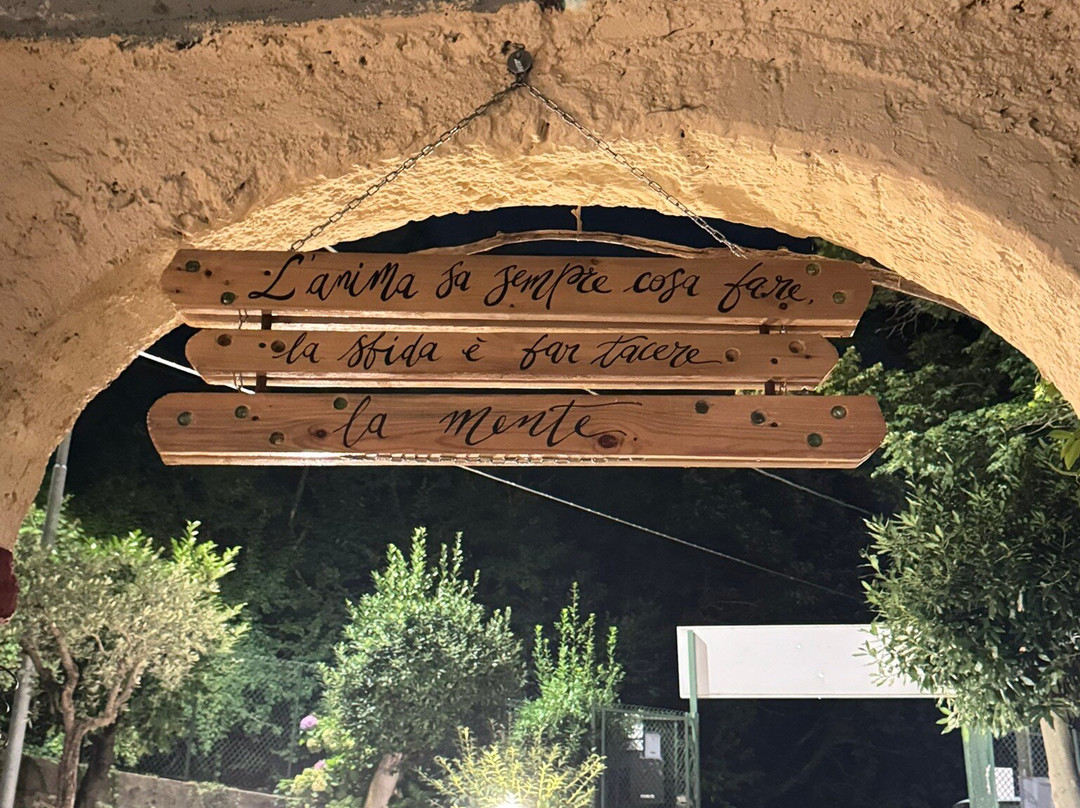 L'anima sa sempre cosa fare,
la sfida è far tacere
la mente.